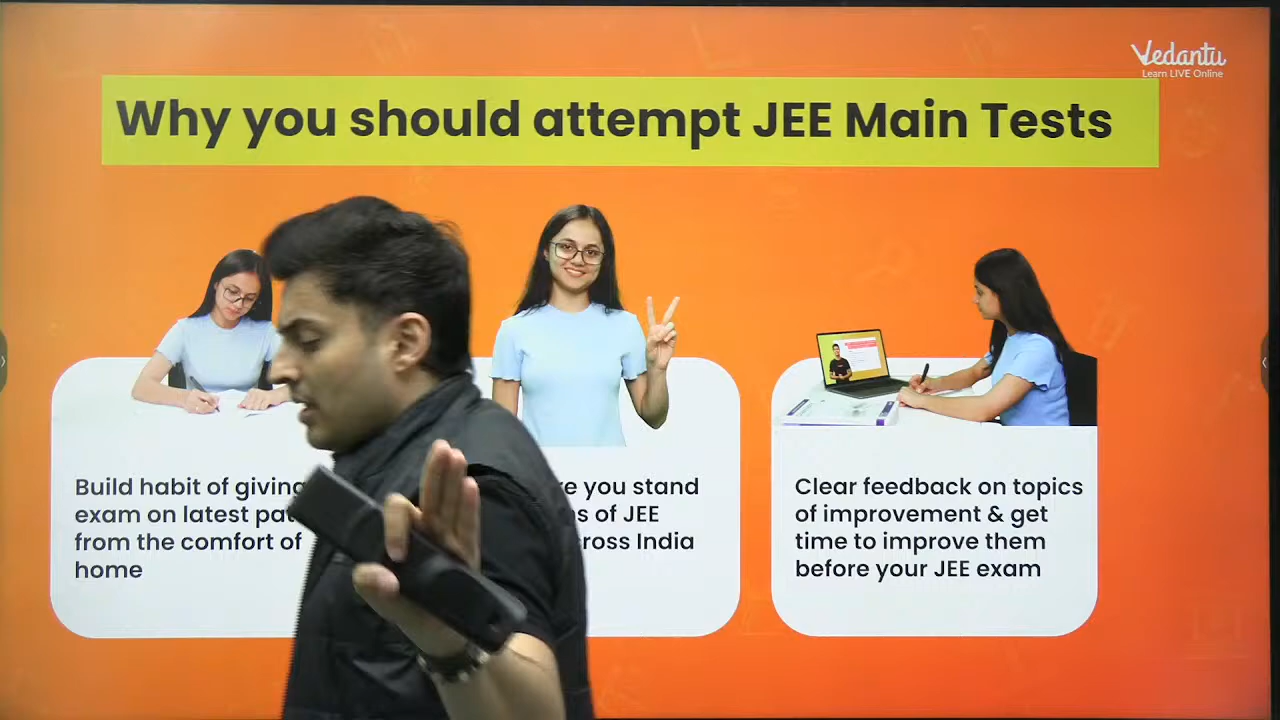 Vedantu
Learn LIVE Online
Why you should attempt JEE Main Tests
Build habit of giving
exam on latest
from the comfort of
home
you stand
of JEE
India
Clear feedback on topics
of improvement & get
time to improve them
before your JEE exam